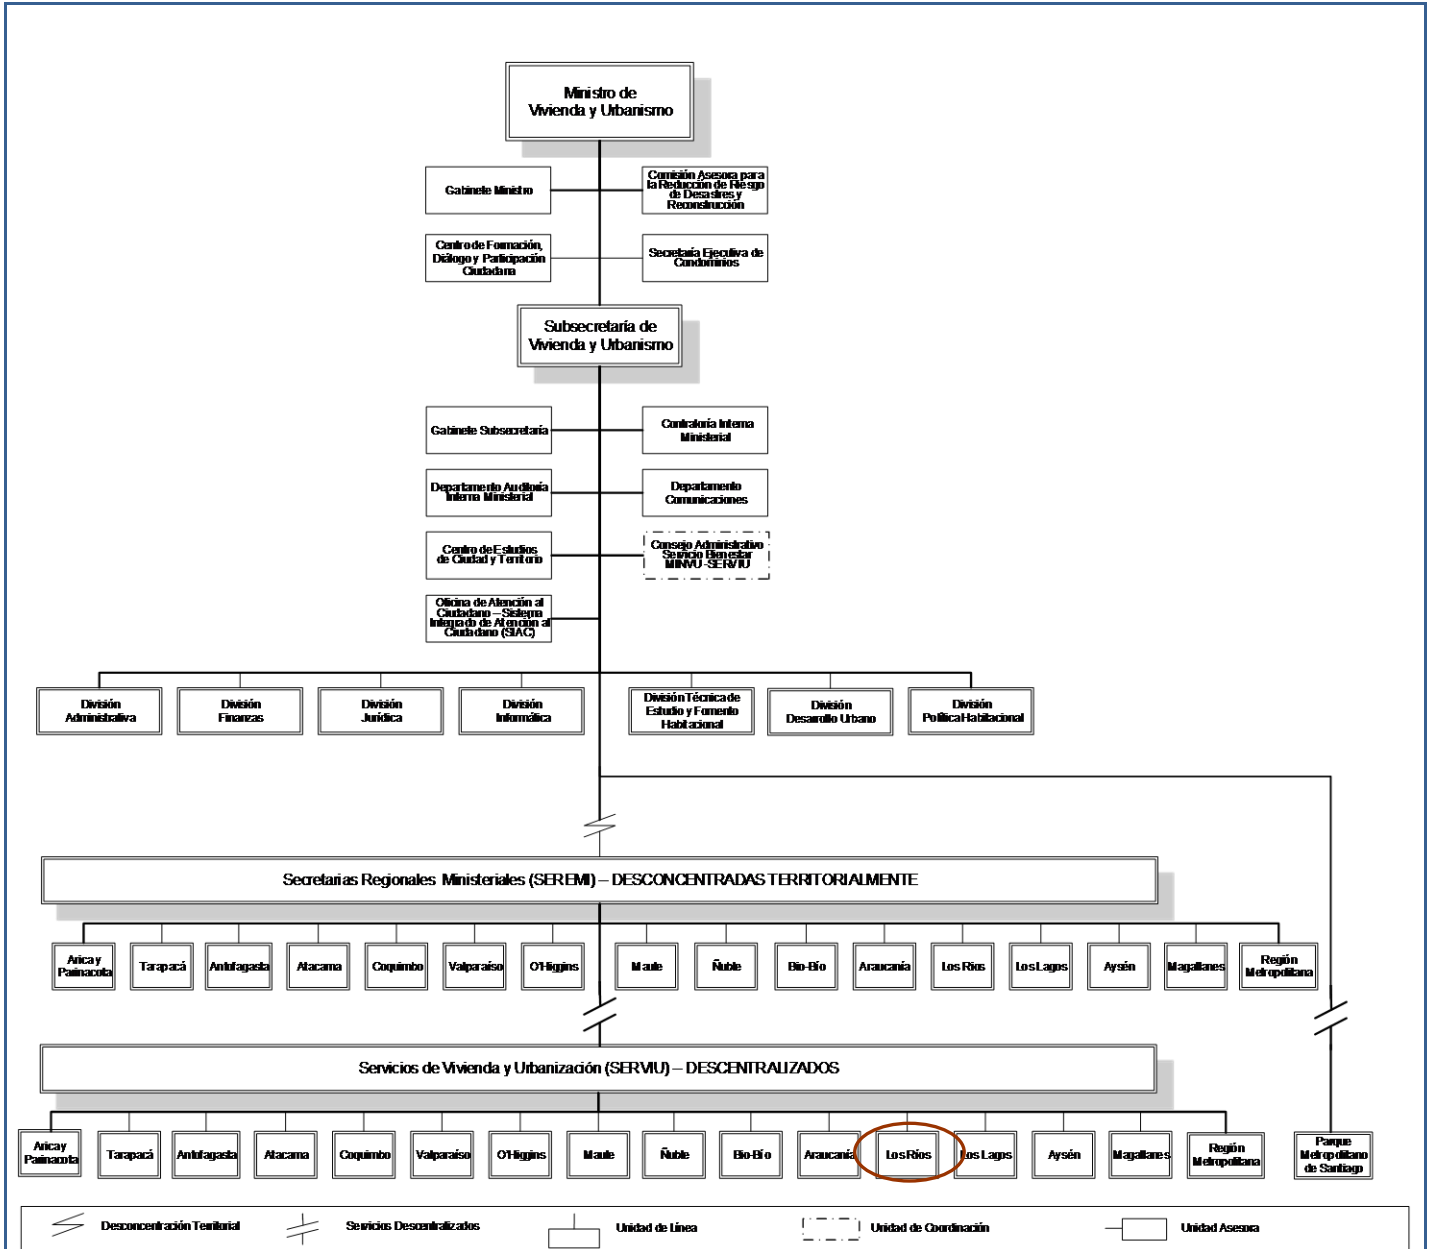 Ministro de
Vivienda y Urbanismo
Gabinete Ministro
Comisión Asesora para
la Reducción de Riesgo
de Desastres y
Reconstrucción
Centro de Formación,
Diálogo y Participación
Ciudadana
Secretaría Ejecutiva de
Condominios
Subsecretaría de
Vivienda y Urbanismo
Gabinete Subsecretaría
Contraloría Interna
Ministerial
Departamento Auditoría
Interna Ministerial
Departamento
Comunicaciones
Centro de Estudios
de Ciudad y Territorio
Consejo Administrativo
Servicio Bienestar
MINVU -SERVIU
Oficina de Atención al
Ciudadano – Sistema
Integrado de Atención al
Ciudadano (SIAC)
División
Administrativa
División
Finanzas
División
Jurídica
División
Informática
División Técnica de
Estudio y Fomento
Habitacional
División
Desarrollo Urbano
División
Política Habitacional
Secretarias Regionales Ministeriales (SEREMI) – DESCONCENTRADAS TERRITORIALMENTE
Arica y
Parinacota
Tarapacá
Antofagasta
Atacama
Coquimbo
Valparaíso
O'Higgins
Maule
Ñuble
Bio-Bío
Araucanía
Los Ríos
Los Lagos
Aysén
Magallanes
Región
Metropolitana
Servicios de Vivienda y Urbanización (SERVIU) – DESCENTRALIZADOS
Arica y
Parinacota
Tarapacá
Antofagasta
Atacama
Coquimbo
Valparaíso
O'Higgins
Maule
Ñuble
Bio-Bío
Araucanía
Los Ríos
Los Lagos
Aysén
Magallanes
Región
Metropolitana
Parque
Metropolitano
de Santiago
Desconcentración Territorial
Servicios Descentralizados
Unidad de Línea
Unidad de Coordinación
Unidad Asesora